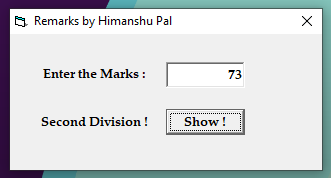 Remarks by Himanshu Pal
Enter the Marks : 73
Second Division ! Show !